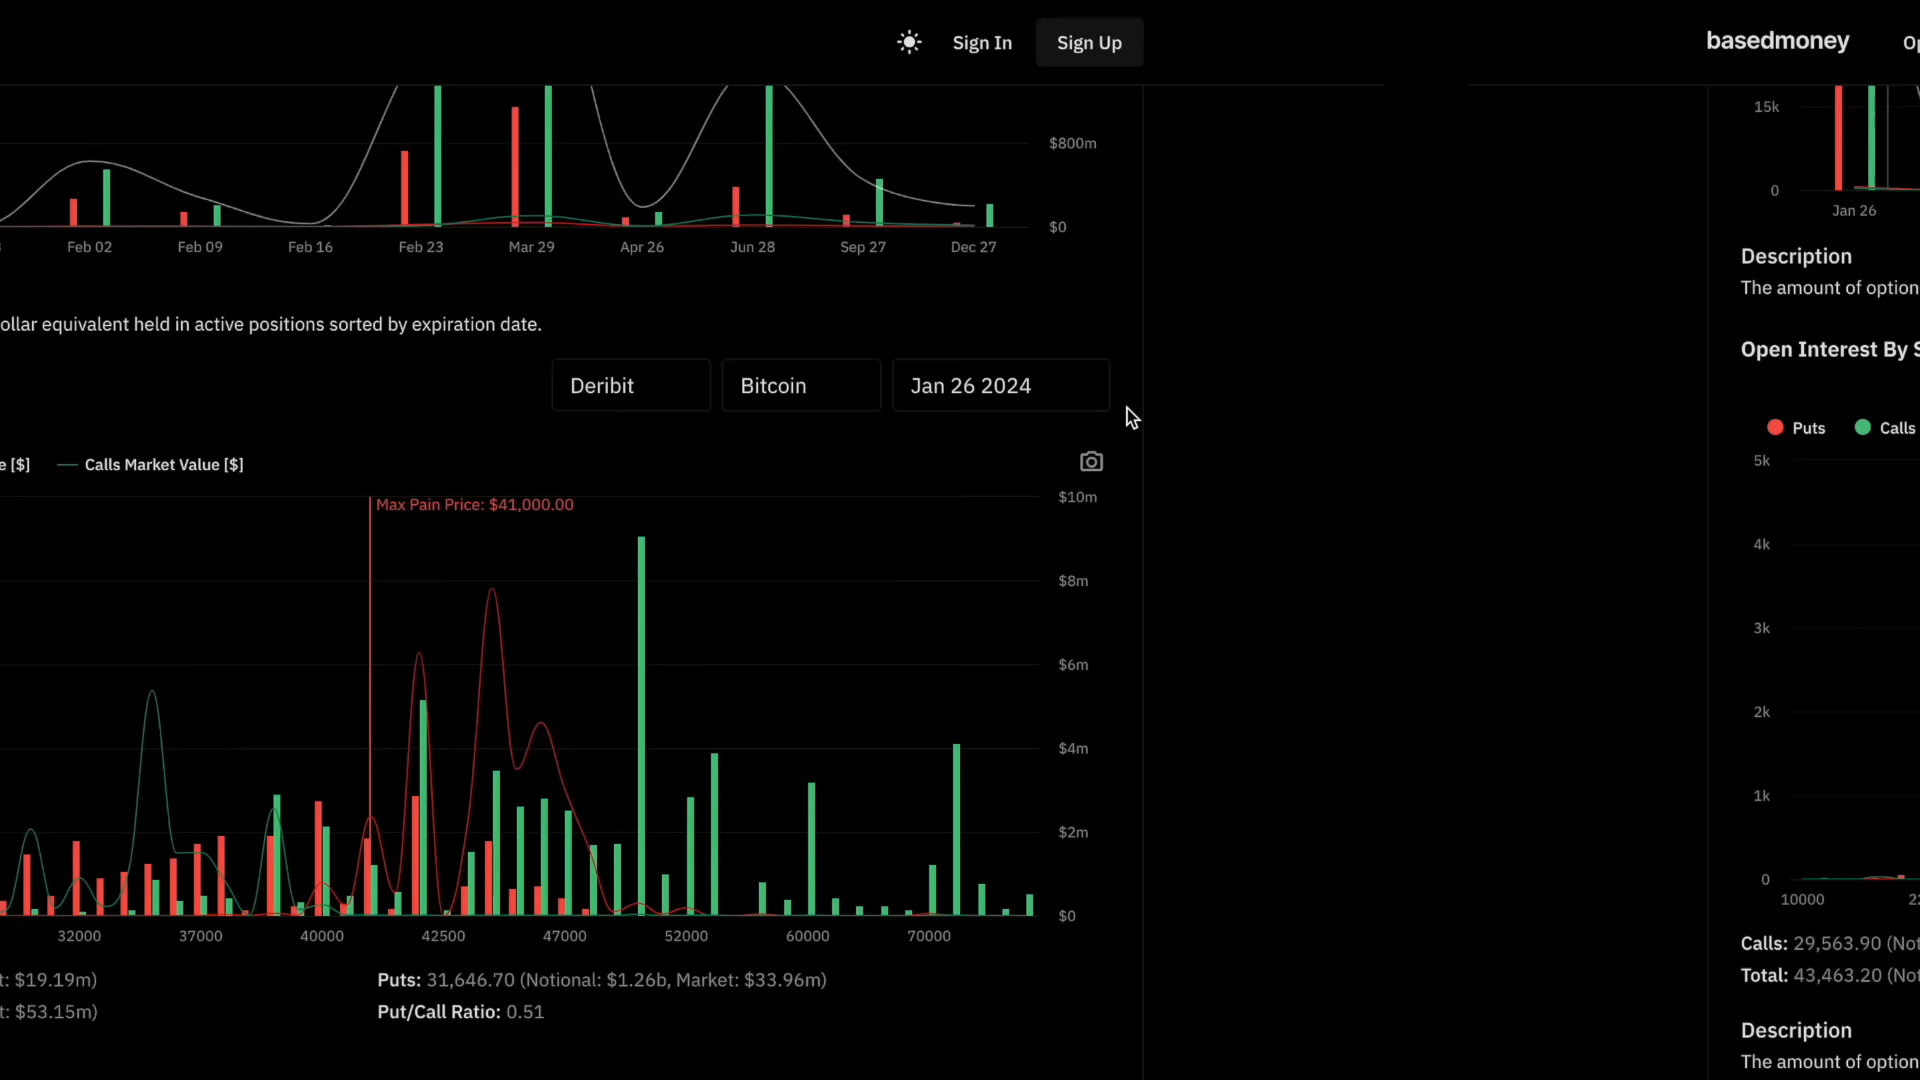 Sign In
Sign Up
basedmoney
$800m
$0
Feb 02
Feb 09
Feb 16
Feb 23
Mar 29
Apr 26
Jun 28
Sep 27
Dec 27
ollar equivalent held in active positions sorted by expiration date.
Deribit
Bitcoin
Jan 26 2024
e [$]
Calls Market Value [$]
Max Pain Price: $41,000.00
$10m
$8m
$6m
$4m
$2m
$0
32000
37000
40000
42500
47000
52000
60000
70000
t: $19.19m)
Puts: 31,646.70 (Notional: $1.26b, Market: $33.96m)
t: $53.15m)
Put/Call Ratio: 0.51
15k
0
Jan 26
Description
The amount of option
Open Interest By S
Puts
Calls
5k
4k
3k
2k
1k
0
10000
22
Calls: 29,563.90 (Not
Total: 43,463.20 (Not
Description
The amount of option